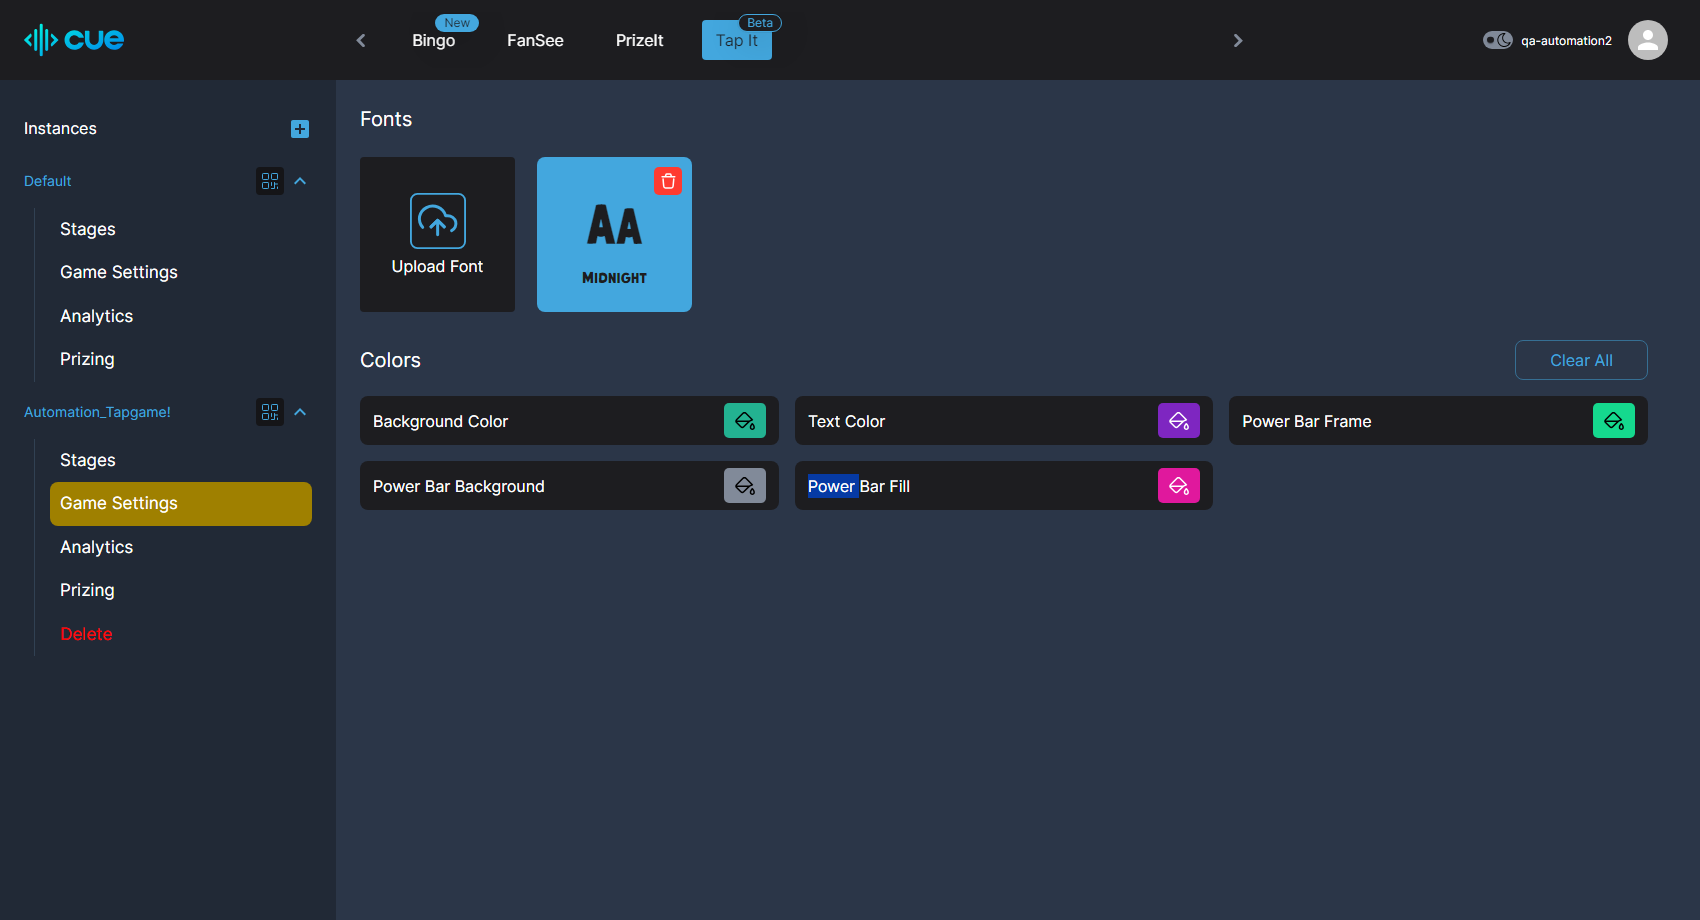 cue
Bingo
New
FanSee
PrizeIt
Tap It
Beta
qa-automation2
Instances
Default
Stages
Game Settings
Analytics
Prizing
Automation_Tapgame!
Stages
Game Settings
Analytics
Prizing
Delete
Fonts
Upload Font
AA
MIDNIGHT
Colors
Clear All
Background Color
Text Color
Power Bar Frame
Power Bar Background
Power Bar Fill